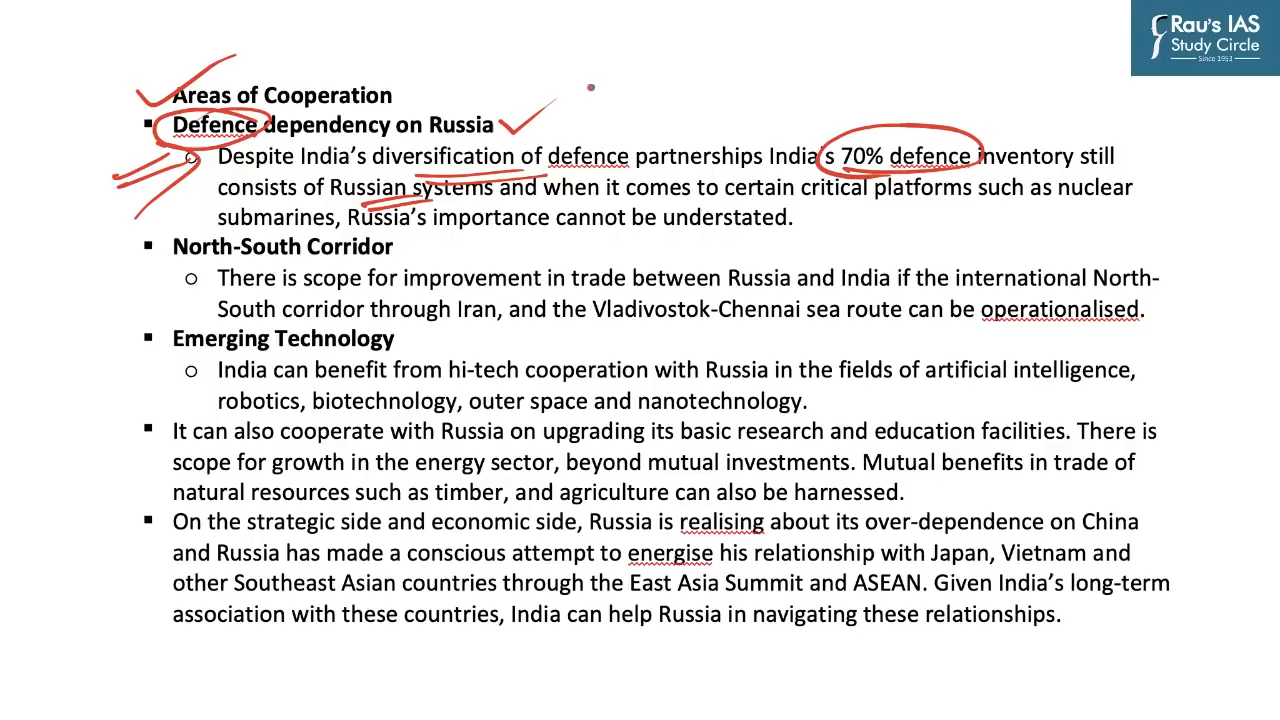 Rau's IAS
Study Circle
Since 1953
Areas of Cooperation
▪ Defence dependency on Russia
o Despite India's diversification of defence partnerships India's 70% defence inventory still
consists of Russian systems and when it comes to certain critical platforms such as nuclear
submarines, Russia's importance cannot be understated.
▪ North-South Corridor
o There is scope for improvement in trade between Russia and India if the international North-
South corridor through Iran, and the Vladivostok-Chennai sea route can be operationalised.
▪ Emerging Technology
o India can benefit from hi-tech cooperation with Russia in the fields of artificial intelligence,
robotics, biotechnology, outer space and nanotechnology.
▪ It can also cooperate with Russia on upgrading its basic research and education facilities. There is
scope for growth in the energy sector, beyond mutual investments. Mutual benefits in trade of
natural resources such as timber, and agriculture can also be harnessed.
▪ On the strategic side and economic side, Russia is realising about its over-dependence on China
and Russia has made a conscious attempt to energise his relationship with Japan, Vietnam and
other Southeast Asian countries through the East Asia Summit and ASEAN. Given India's long-term
association with these countries, India can help Russia in navigating these relationships.